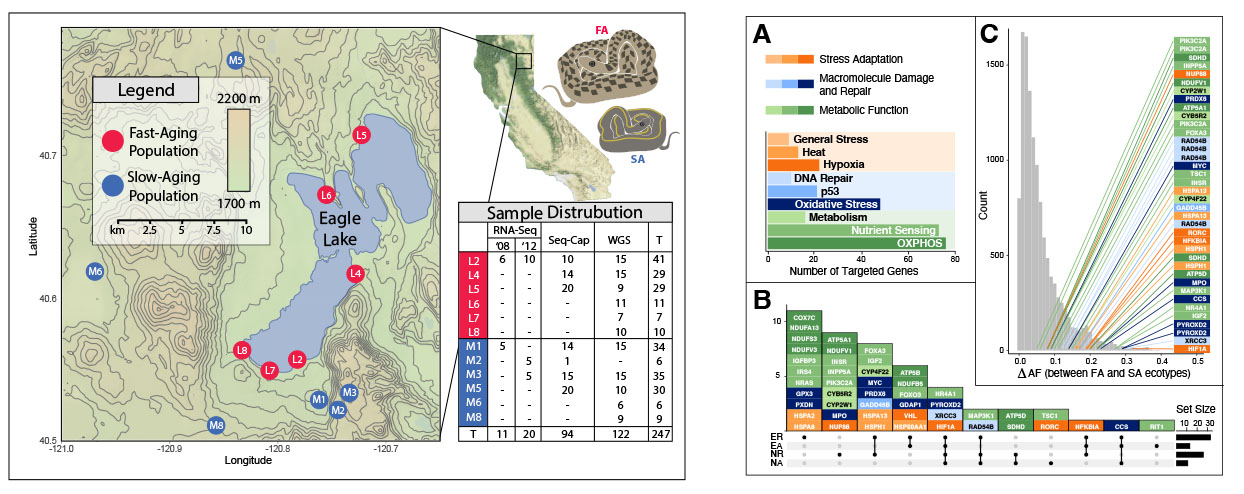 M5
Legend
Fast-Aging
Population
Slow-Aging
Population
2200 m
1700 m
km 2.5 5 7.5 10
L5
L6
Eagle
Lake
L4
M6
L8
L7
L2
M1
M2
M3
M8
40.7
40.6
40.5
Latitude
-121.0 -120.9 -120.8 -120.7
Longitude
FA
SA
Sample Distrubution
RNA-Seq Seq-Cap WGS T
'08 '12
L2 6 10 10 15 41
L4 - - 14 15 29
L5 - - 20 9 29
L6 - - - 11 11
L7 - - - 7 7
L8 - - - 10 10
M1 5 - 14 15 34
M2 - 5 1 - 6
M3 - 5 15 15 35
M5 - - 20 10 30
M6 - - - 6 6
M8 - - - 9 9
T 11 20 94 122 247
A
Stress Adaptation
Macromolecule Damage
and Repair
Metabolic Function
General Stress
Heat
Hypoxia
DNA Repair
p53
Oxidative Stress
Metabolism
Nutrient Sensing
OXPHOS
0 20 40 60 80
Number of Targeted Genes
B
10
5
COX7C
NDUFA13
NDUFS3
NDUFV3
IGFBP3
IRS4
NRAS
GPX3
PXDN
HSPA2
HSPA8
ATP5A1
NDUFV1
INSR
INPP5A
PIK3C2A
CYB5R2
CYP2W1
MPO
NUP88
FOXA3
IGF2
CYP4F22
MYC
PRDX6
GADD45B
HSPA13
HSPH1
ATP5B
NDUFB6
FOXO3
GDAP1
VHL
HSP90AA1
NR4A1
PYROXD2
XRCC3
HIF1A
MAP3K1
RAD54B
ATP5D
SDHD
TSC1
RORC
NFKBIA
CCS
RIT1
ER
EA
NR
NA
Set Size
10 20 30
C
1500
1000
500
0
Count
0.0 0.1 0.2 0.3 0.4 0.5
Δ AF (between FA and SA ecotypes)
PIK3C2A
PIK3C2A
SDHD
INPP5A
NUP88
NDUFV1
CYP2W1
PRDX6
ATP5A1
CYB5R2
PIK3C2A
FOXA3
RAD54B
RAD54B
RAD54B
MYC
TSC1
INSR
HSPA13
CYP4F22
GADD45B
HSPA13
RAD54B
RORC
NFKBIA
HSPH1
SDHD
HSPH1
ATP5D
MPO
MAP3K1
CCS
NR4A1
IGF2
PYROXD2
PYROXD2
XRCC3
HIF1A